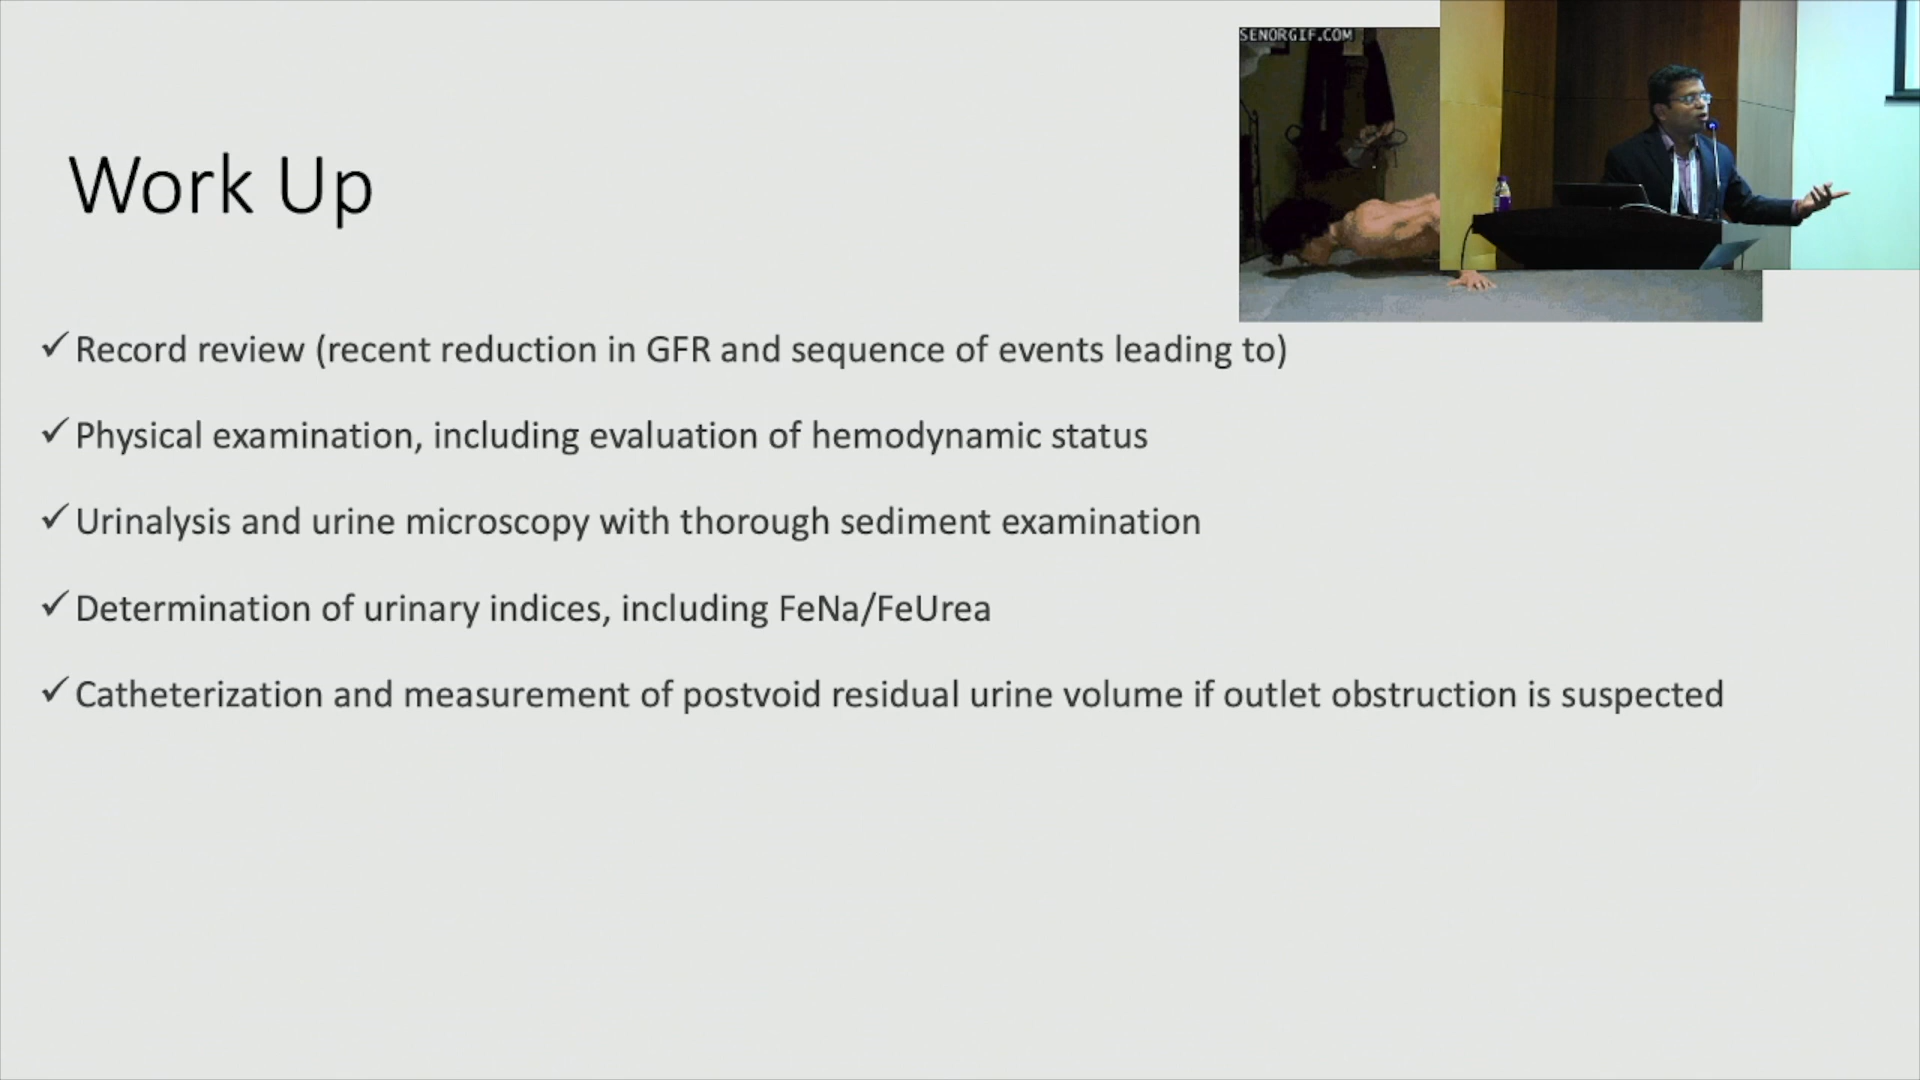 SENORGIF.COM
Work Up
✓ Record review (recent reduction in GFR and sequence of events leading to)
✓ Physical examination, including evaluation of hemodynamic status
✓ Urinalysis and urine microscopy with thorough sediment examination
✓ Determination of urinary indices, including FeNa/FeUrea
✓ Catheterization and measurement of postvoid residual urine volume if outlet obstruction is suspected